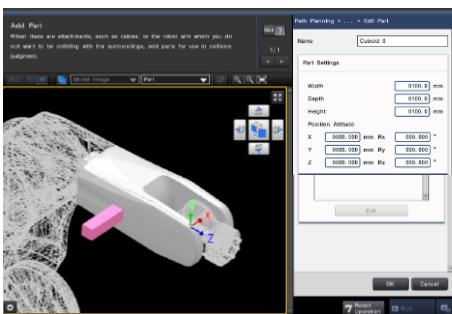 Add Part
When there are attachments, such as cables, to the robot arm which you do
not want to be colliding with the surroundings, add parts for use in collision
judgment.
1/1
Model Image
Part
Y
X
Z
Path Planning > ... > Edit Part
Name
Cuboid 0
Part Settings
Width
0100.0 mm
Depth
0100.0 mm
Height
0100.0 mm
Position Attitude
X 0000.000 mm Rx 000.000 °
Y 0000.000 mm Ry 000.000 °
Z 0000.000 mm Rz 000.000 °
Edit
OK
Cancel
Robot
Operation
Run